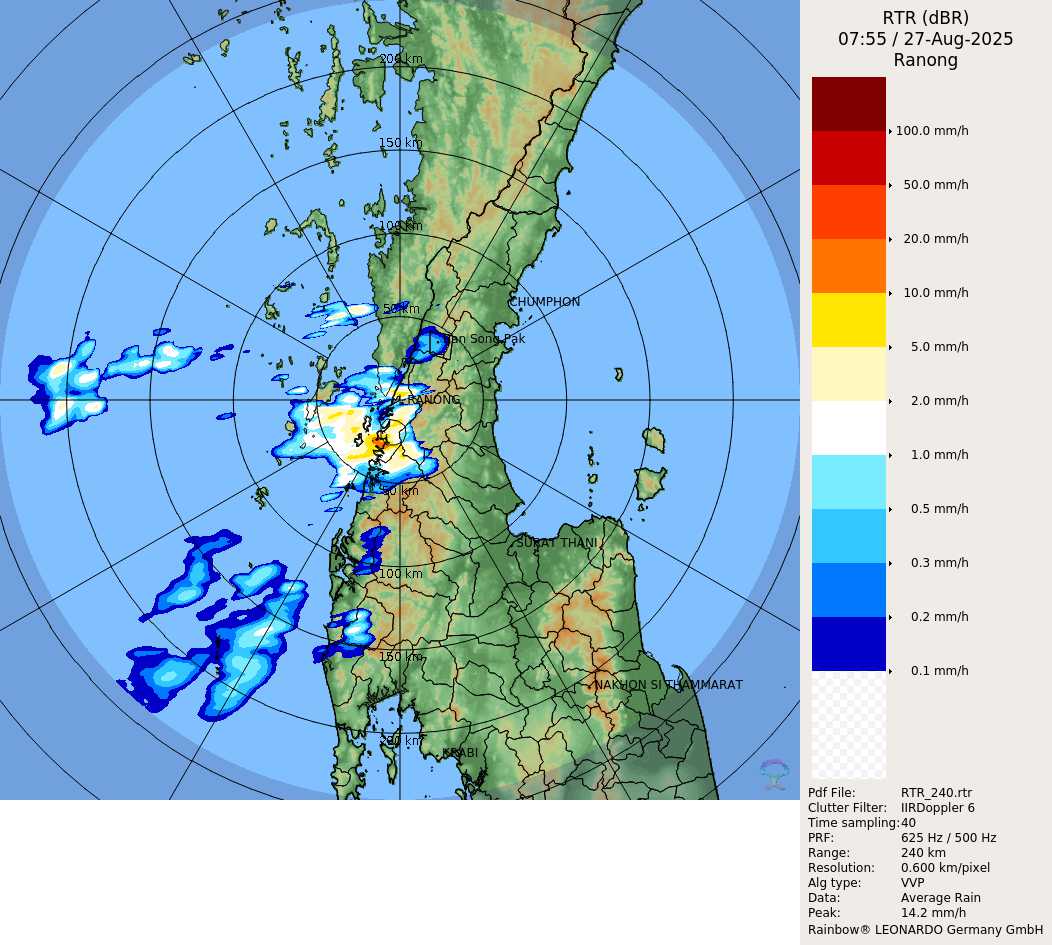 RTR (dBR)
07:55 / 27-Aug-2025
Ranong
100.0 mm/h
50.0 mm/h
20.0 mm/h
10.0 mm/h
5.0 mm/h
2.0 mm/h
1.0 mm/h
0.5 mm/h
0.3 mm/h
0.2 mm/h
0.1 mm/h
200 km
150 km
100 km
50 km
CHUMPHON
Ban Song Pak
RANONG
50 km
SURAT THANI
100 km
150 km
NAKHON SI THAMMARAT
200 km
KRABI
Pdf File: RTR_240.rtr
Clutter Filter: IIRDoppler 6
Time sampling:40
PRF: 625 Hz / 500 Hz
Range: 240 km
Resolution: 0.600 km/pixel
Alg type: VVP
Data: Average Rain
Peak: 14.2 mm/h
Rainbow® LEONARDO Germany GmbH